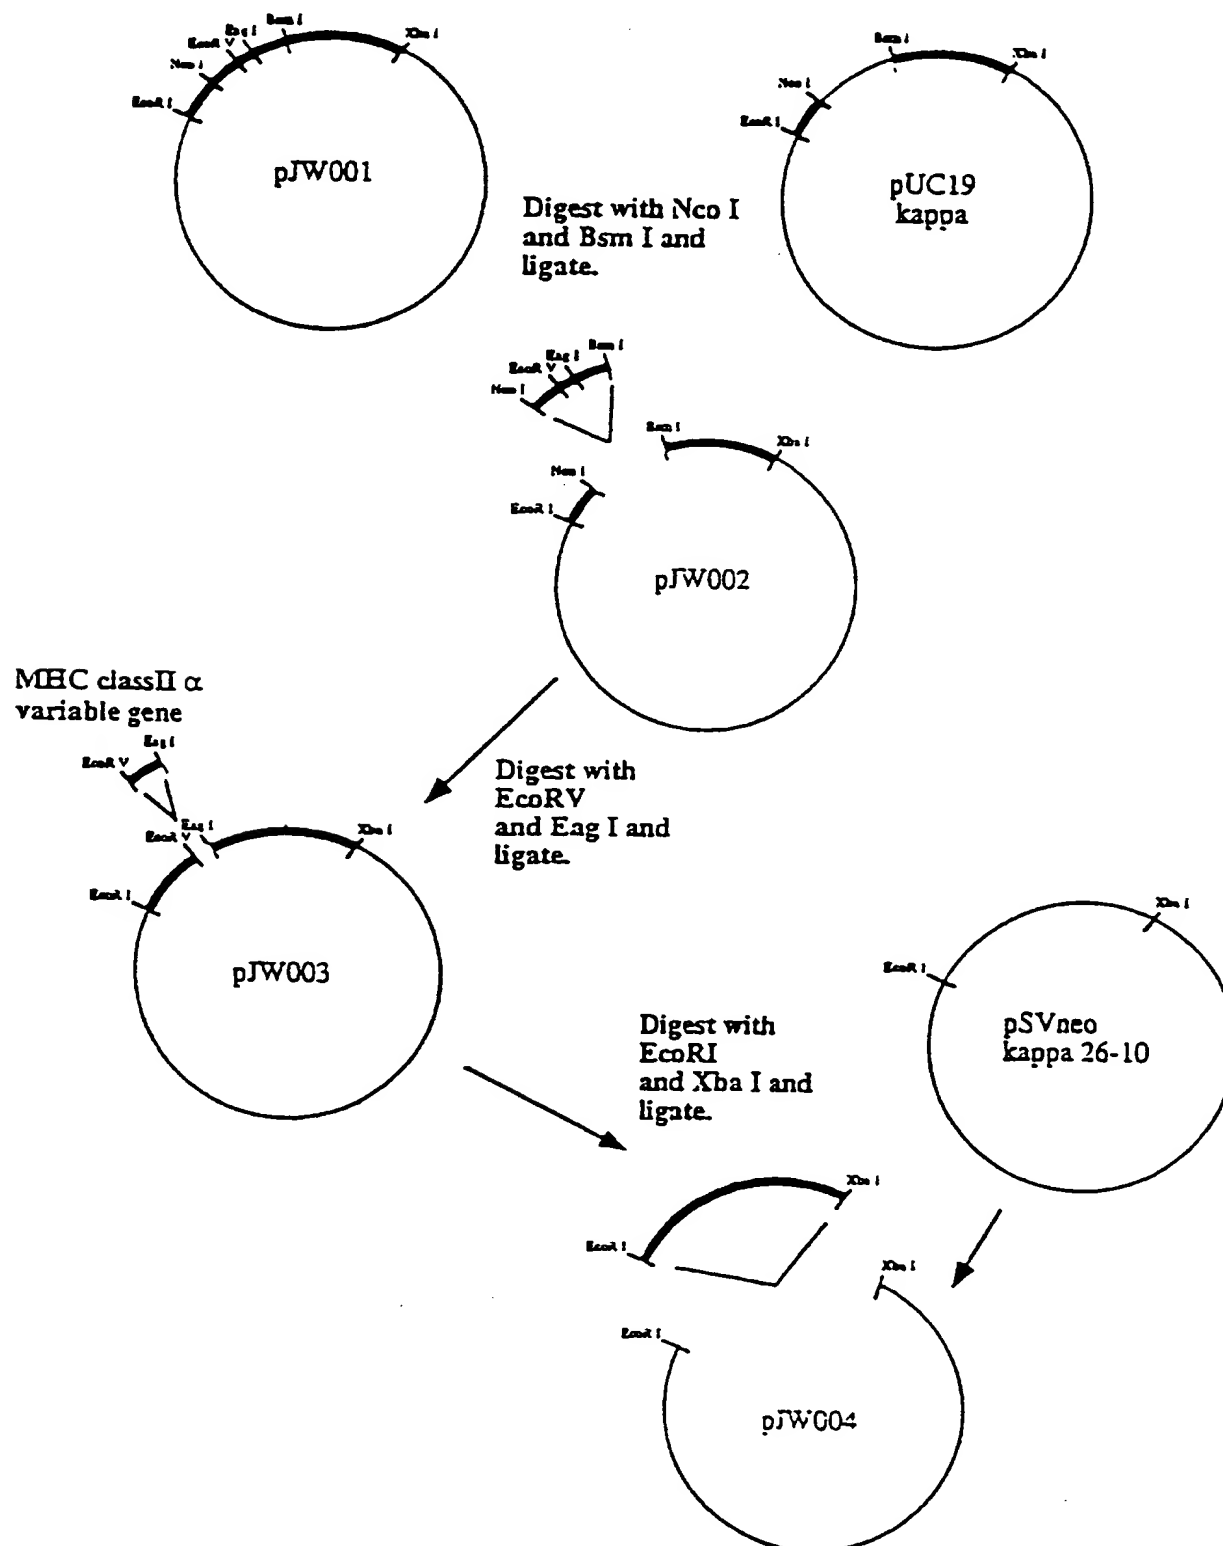 EcoR I
Nco I
EcoR V
Eag I
Bsm I
Xba I
pJW001
EcoR I
Nco I
Bsm I
Xba I
pUC19
kappa
Digest with Nco I
and Bsm I and
ligate.
Nco I
EcoR V
Eag I
Bsm I
EcoR I
Nco I
Bsm I
Xba I
pJW002
MHC classII α
variable gene
EcoR V
Eag I
Digest with
EcoRV
and Eag I and
ligate.
EcoR I
EcoR V
Eag I
Xba I
pJW003
EcoR I
Xba I
pSVneo
kappa 26-10
Digest with
EcoRI
and Xba I and
ligate.
EcoR I
Xba I
EcoR I
Xba I
pJW004